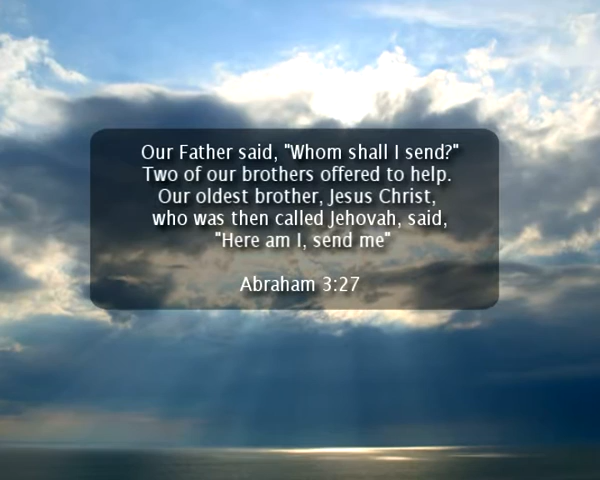 Our Father said, "Whom shall I send?"
Two of our brothers offered to help.
Our oldest brother, Jesus Christ,
who was then called Jehovah, said,
"Here am I, send me"
Abraham 3:27